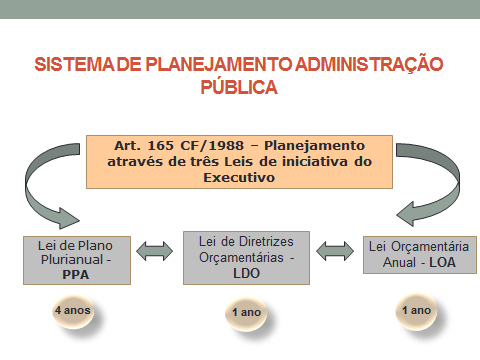 SISTEMA DE PLANEJAMENTO ADMINISTRAÇÃO
PÚBLICA
Art. 165 CF/1988 – Planejamento
através de três Leis de iniciativa do
Executivo
Lei de Plano
Plurianual -
PPA
Lei de Diretrizes
Orçamentárias -
LDO
Lei Orçamentária
Anual - LOA
4 anos
1 ano
1 ano